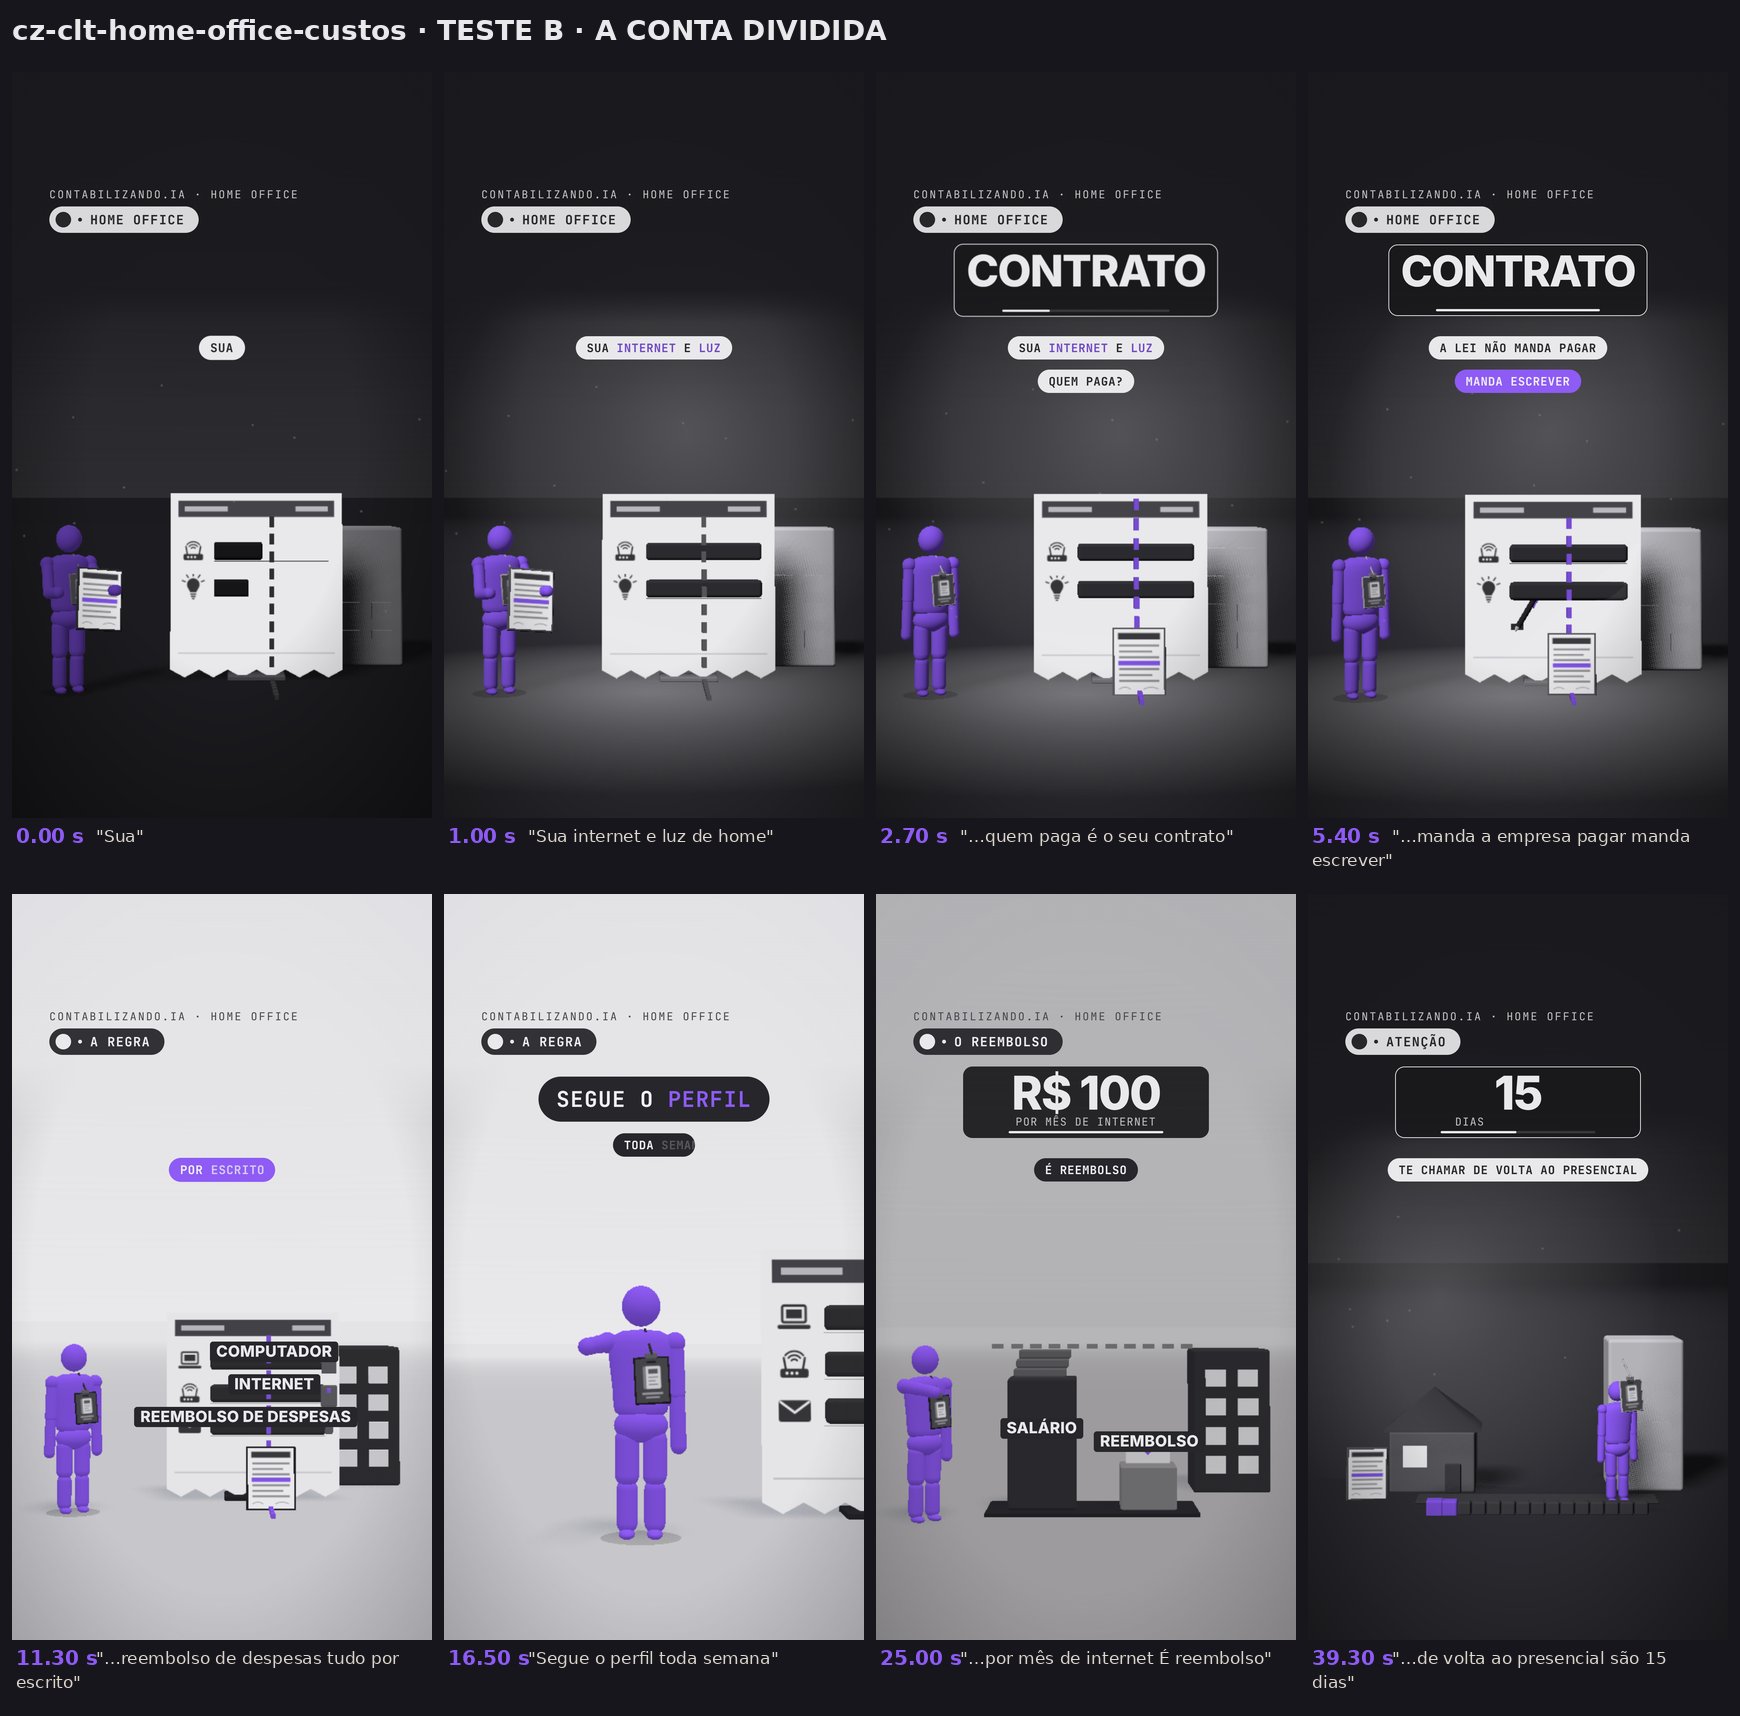 cz-clt-home-office-custos · TESTE B · A CONTA DIVIDIDA
CONTABILIZANDO.IA · HOME OFFICE
• HOME OFFICE
SUA
0.00 s "Sua"
CONTABILIZANDO.IA · HOME OFFICE
• HOME OFFICE
SUA INTERNET E LUZ
1.00 s "Sua internet e luz de home"
CONTABILIZANDO.IA · HOME OFFICE
• HOME OFFICE
CONTRATO
SUA INTERNET E LUZ
QUEM PAGA?
2.70 s "...quem paga é o seu contrato"
CONTABILIZANDO.IA · HOME OFFICE
• HOME OFFICE
CONTRATO
A LEI NÃO MANDA PAGAR
MANDA ESCREVER
5.40 s "...manda a empresa pagar manda
escrever"
CONTABILIZANDO.IA · HOME OFFICE
• A REGRA
POR ESCRITO
COMPUTADOR
INTERNET
REEMBOLSO DE DESPESAS
11.30 s "...reembolso de despesas tudo por
escrito"
CONTABILIZANDO.IA · HOME OFFICE
• A REGRA
SEGUE O PERFIL
TODA SEMA
16.50 s "Segue o perfil toda semana"
CONTABILIZANDO.IA · HOME OFFICE
• O REEMBOLSO
R$ 100
POR MÊS DE INTERNET
É REEMBOLSO
SALÁRIO
REEMBOLSO
25.00 s "...por mês de internet É reembolso"
CONTABILIZANDO.IA · HOME OFFICE
• ATENÇÃO
15
DIAS
TE CHAMAR DE VOLTA AO PRESENCIAL
39.30 s "...de volta ao presencial são 15
dias"